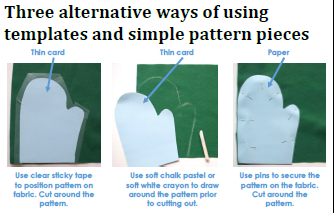 Three alternative ways of using
templates and simple pattern pieces
Thin card
Thin card
Paper
Use clear sticky tape
to position pattern on
fabric. Cut around the
pattern.
Use soft chalk pastel or
soft white crayon to draw
around the pattern prior
to cutting out.
Use pins to secure the
pattern on the fabric.
Cut around the
pattern.